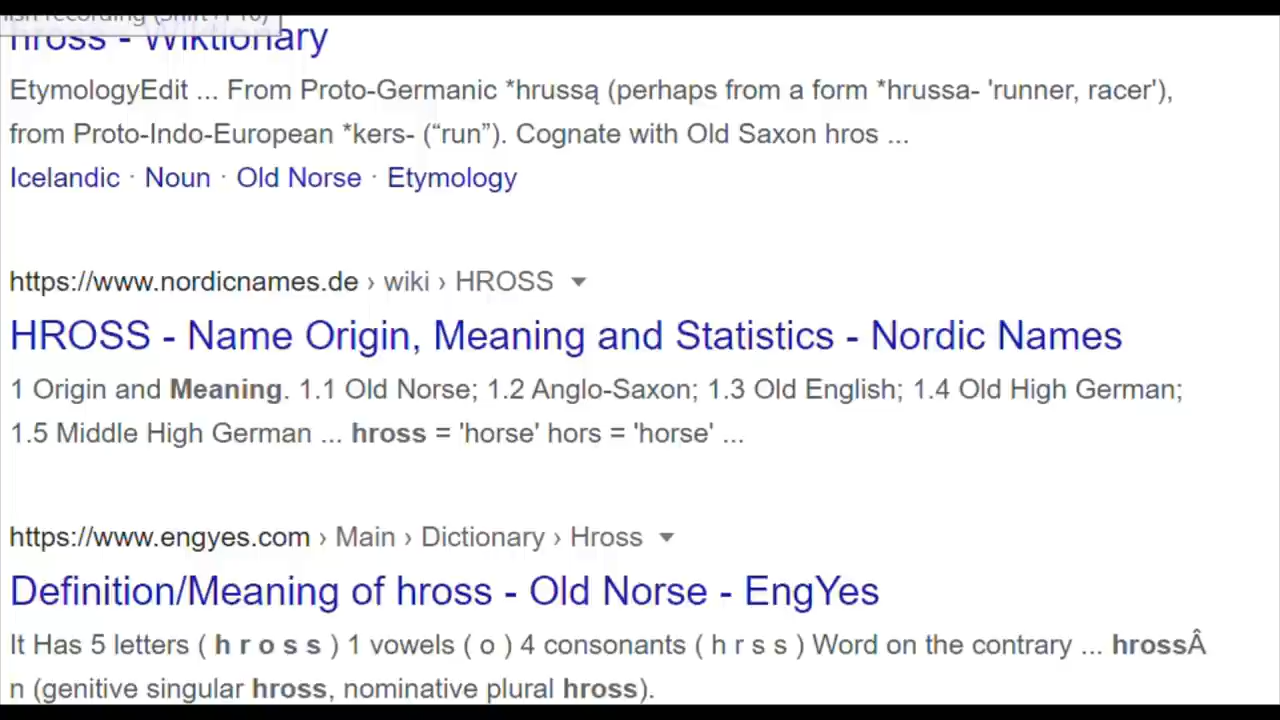 recording (Shift+F10)
hross - Wiktionary
EtymologyEdit ... From Proto-Germanic *hrussą (perhaps from a form *hrussa- 'runner, racer'),
from Proto-Indo-European *kers- (“run”). Cognate with Old Saxon hros ...
Icelandic · Noun · Old Norse · Etymology
https://www.nordicnames.de › wiki › HROSS
HROSS - Name Origin, Meaning and Statistics - Nordic Names
1 Origin and Meaning. 1.1 Old Norse; 1.2 Anglo-Saxon; 1.3 Old English; 1.4 Old High German;
1.5 Middle High German ... hross = 'horse' hors = 'horse' ...
https://www.engyes.com › Main › Dictionary › Hross
Definition/Meaning of hross - Old Norse - EngYes
It Has 5 letters ( h r o s s ) 1 vowels ( o ) 4 consonants ( h r s s ) Word on the contrary ... hrossÂ
n (genitive singular hross, nominative plural hross).